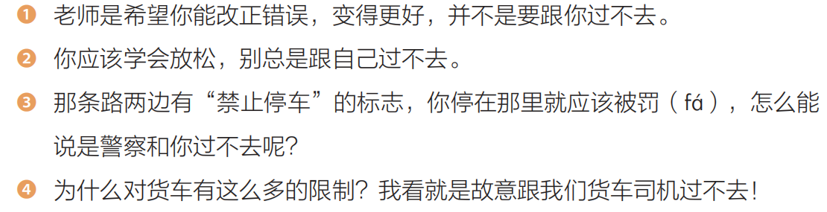 1 老师是希望你能改正错误，变得更好，并不是要跟你过不去。
2 你应该学会放松，别总是跟自己过不去。
3 那条路两边有“禁止停车”的标志，你停在那里就应该被罚（fá），怎么能
说是警察和你过不去呢？
4 为什么对货车有这么多的限制？我看就是故意跟我们货车司机过不去！